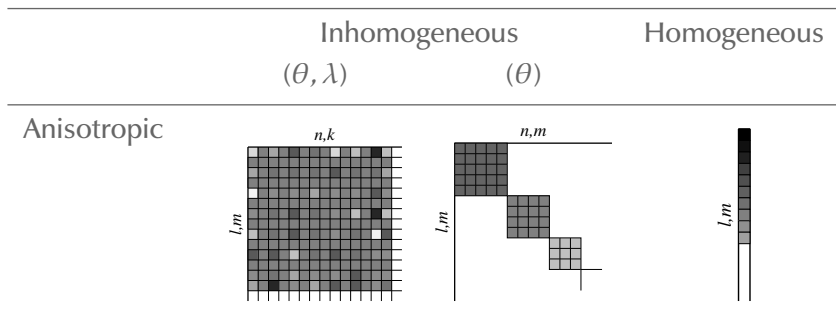 Inhomogeneous Homogeneous
(θ, λ) (θ)
Anisotropic
n,k n,m
l,m l,m l,m